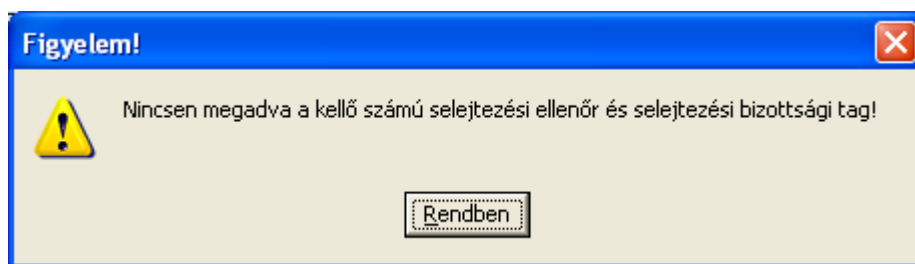 Figyelem!
Nincsen megadva a kellő számú selejtezési ellenőr és selejtezési bizottsági tag!
Rendben